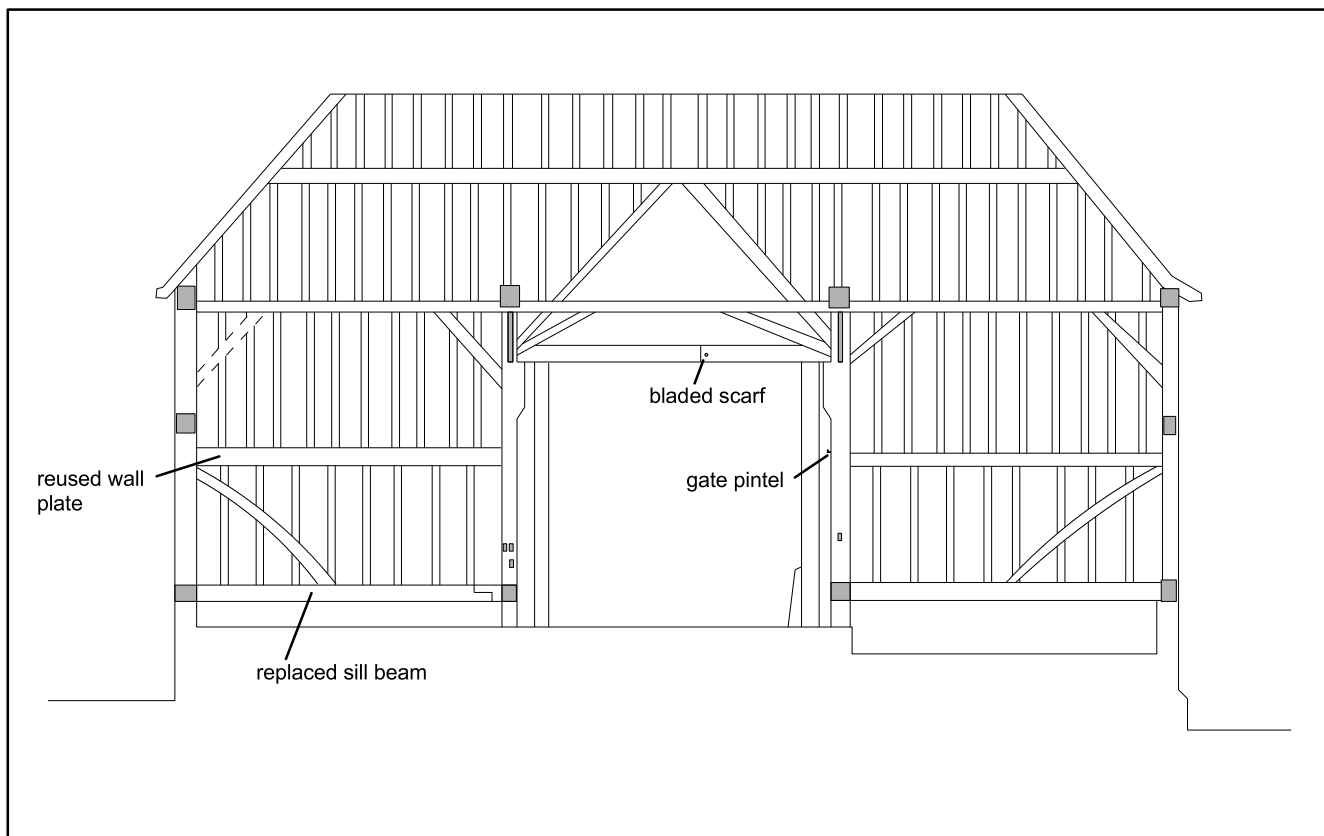 bladed scarf
reused wall
plate
gate pintel
replaced sill beam